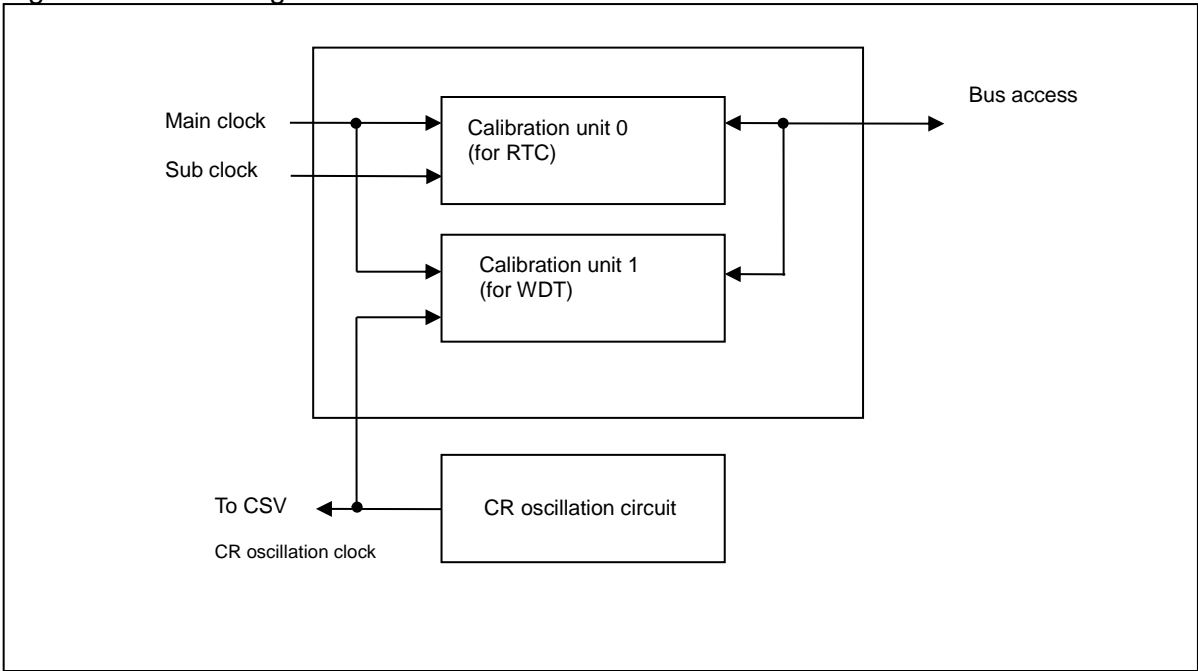 Main clock
Sub clock
Calibration unit 0
(for RTC)
Bus access
Calibration unit 1
(for WDT)
To CSV
CR oscillation clock
CR oscillation circuit